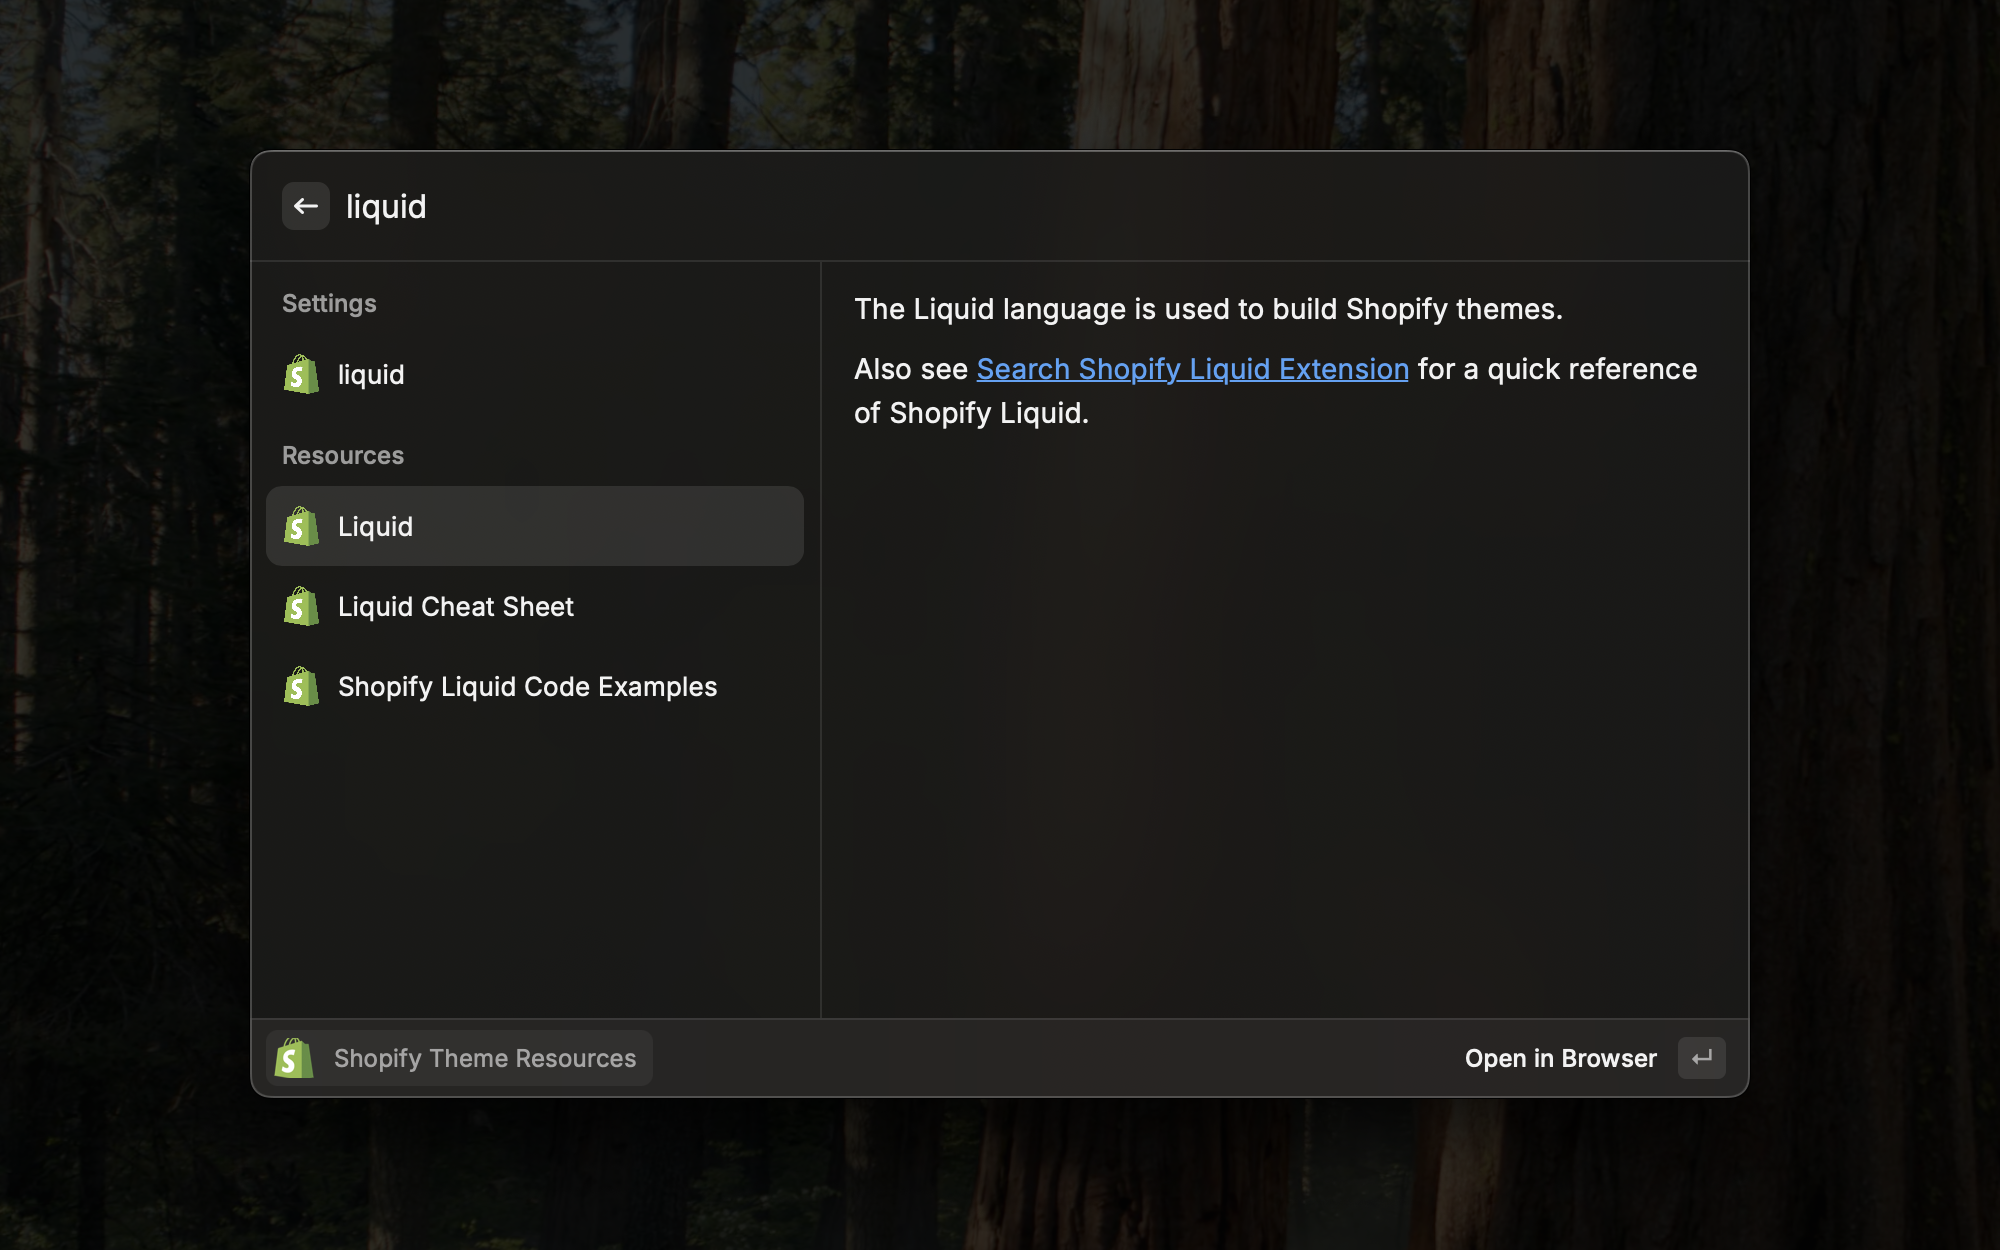 liquid
Settings
liquid
Resources
Liquid
Liquid Cheat Sheet
Shopify Liquid Code Examples
The Liquid language is used to build Shopify themes.
Also see Search Shopify Liquid Extension for a quick reference
of Shopify Liquid.
Shopify Theme Resources
Open in Browser